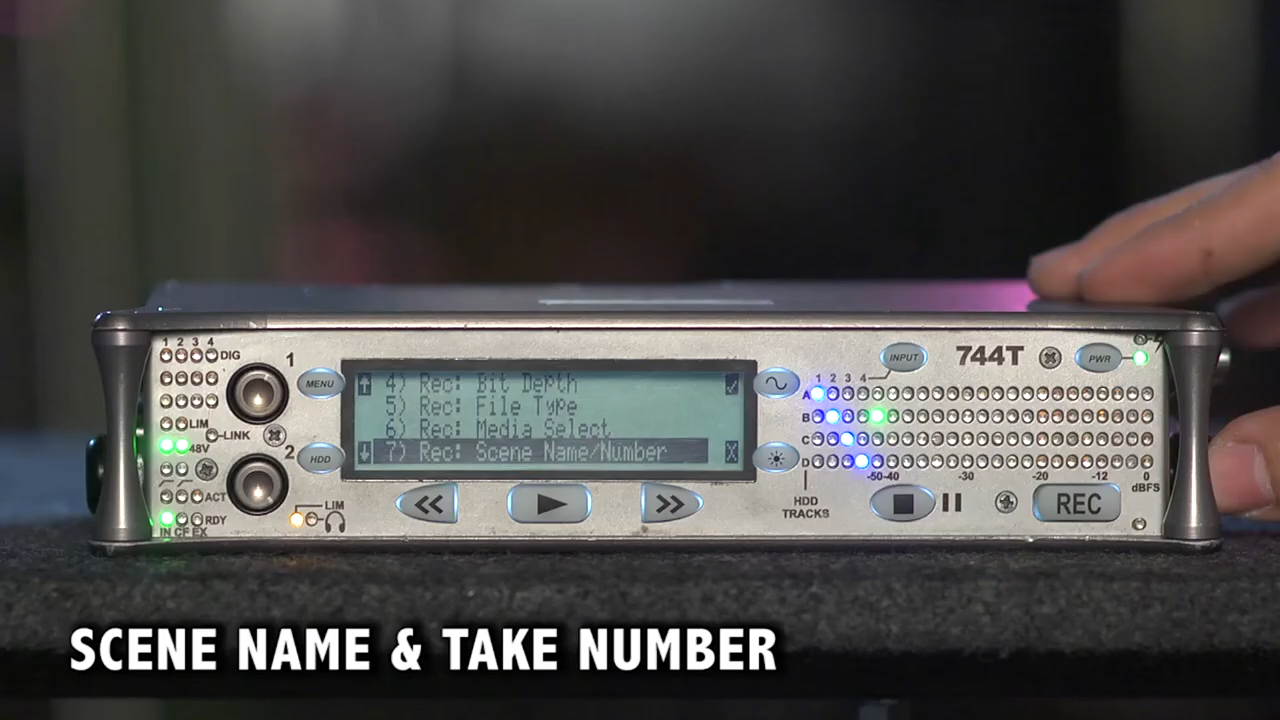 1 2 3 4
DIG
LIM
LINK
48V
ACT
RDY
IN CF EX
1
2
MENU
HDD
LIM
4) Rec: Bit Depth
5) Rec: File Type
6) Rec: Media Select
7) Rec: Scene Name/Number
INPUT
744T
PWR
1 2 3 4
A
B
C
D
-50 -40 -30 -20 -12 0
dBFS
HDD
TRACKS
REC
SCENE NAME & TAKE NUMBER